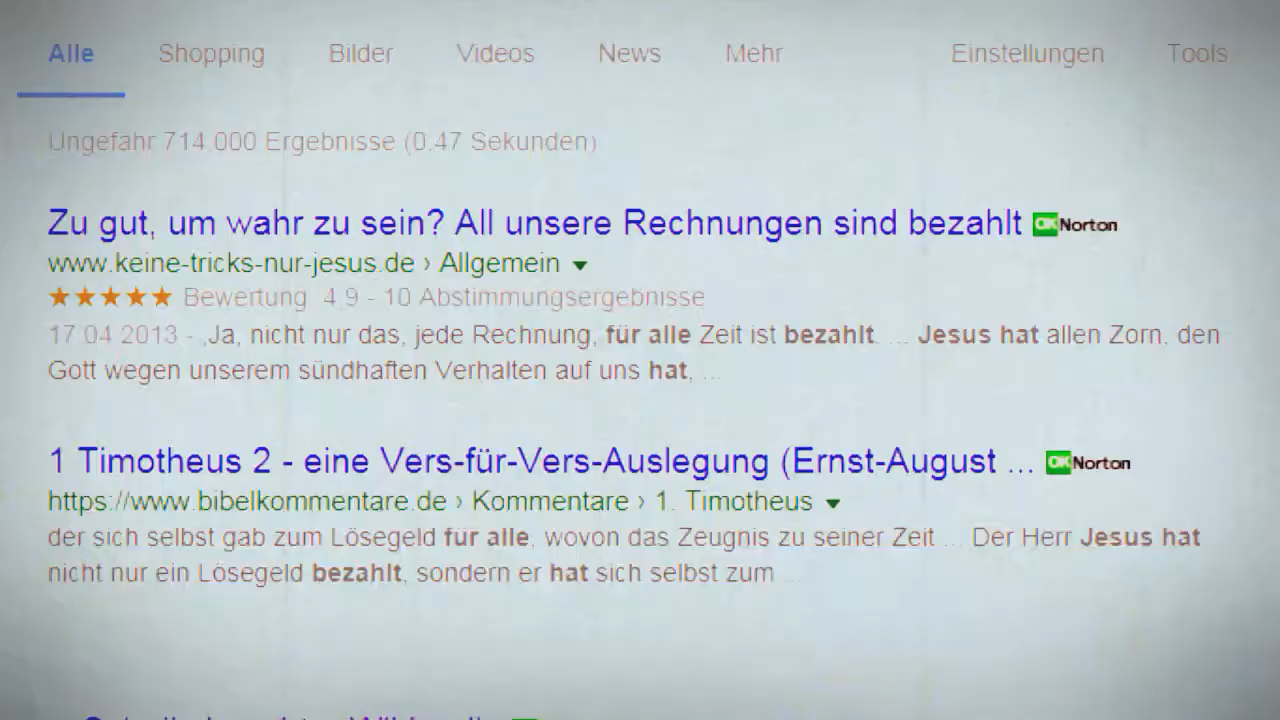 Alle Shopping Bilder Videos News Mehr Einstellungen Tools
Ungefähr 714.000 Ergebnisse (0,47 Sekunden)
Zu gut, um wahr zu sein? All unsere Rechnungen sind bezahlt OK Norton
www.keine-tricks-nur-jesus.de › Allgemein
★★★★★ Bewertung: 4,9 - 10 Abstimmungsergebnisse
17.04.2013 - „Ja, nicht nur das, jede Rechnung, für alle Zeit ist bezahlt. ... Jesus hat allen Zorn, den
Gott wegen unserem sündhaften Verhalten auf uns hat, ...
1 Timotheus 2 - eine Vers-für-Vers-Auslegung (Ernst-August ... OK Norton
https://www.bibelkommentare.de › Kommentare › 1. Timotheus
der sich selbst gab zum Lösegeld für alle, wovon das Zeugnis zu seiner Zeit ... Der Herr Jesus hat
nicht nur ein Lösegeld bezahlt, sondern er hat sich selbst zum ...